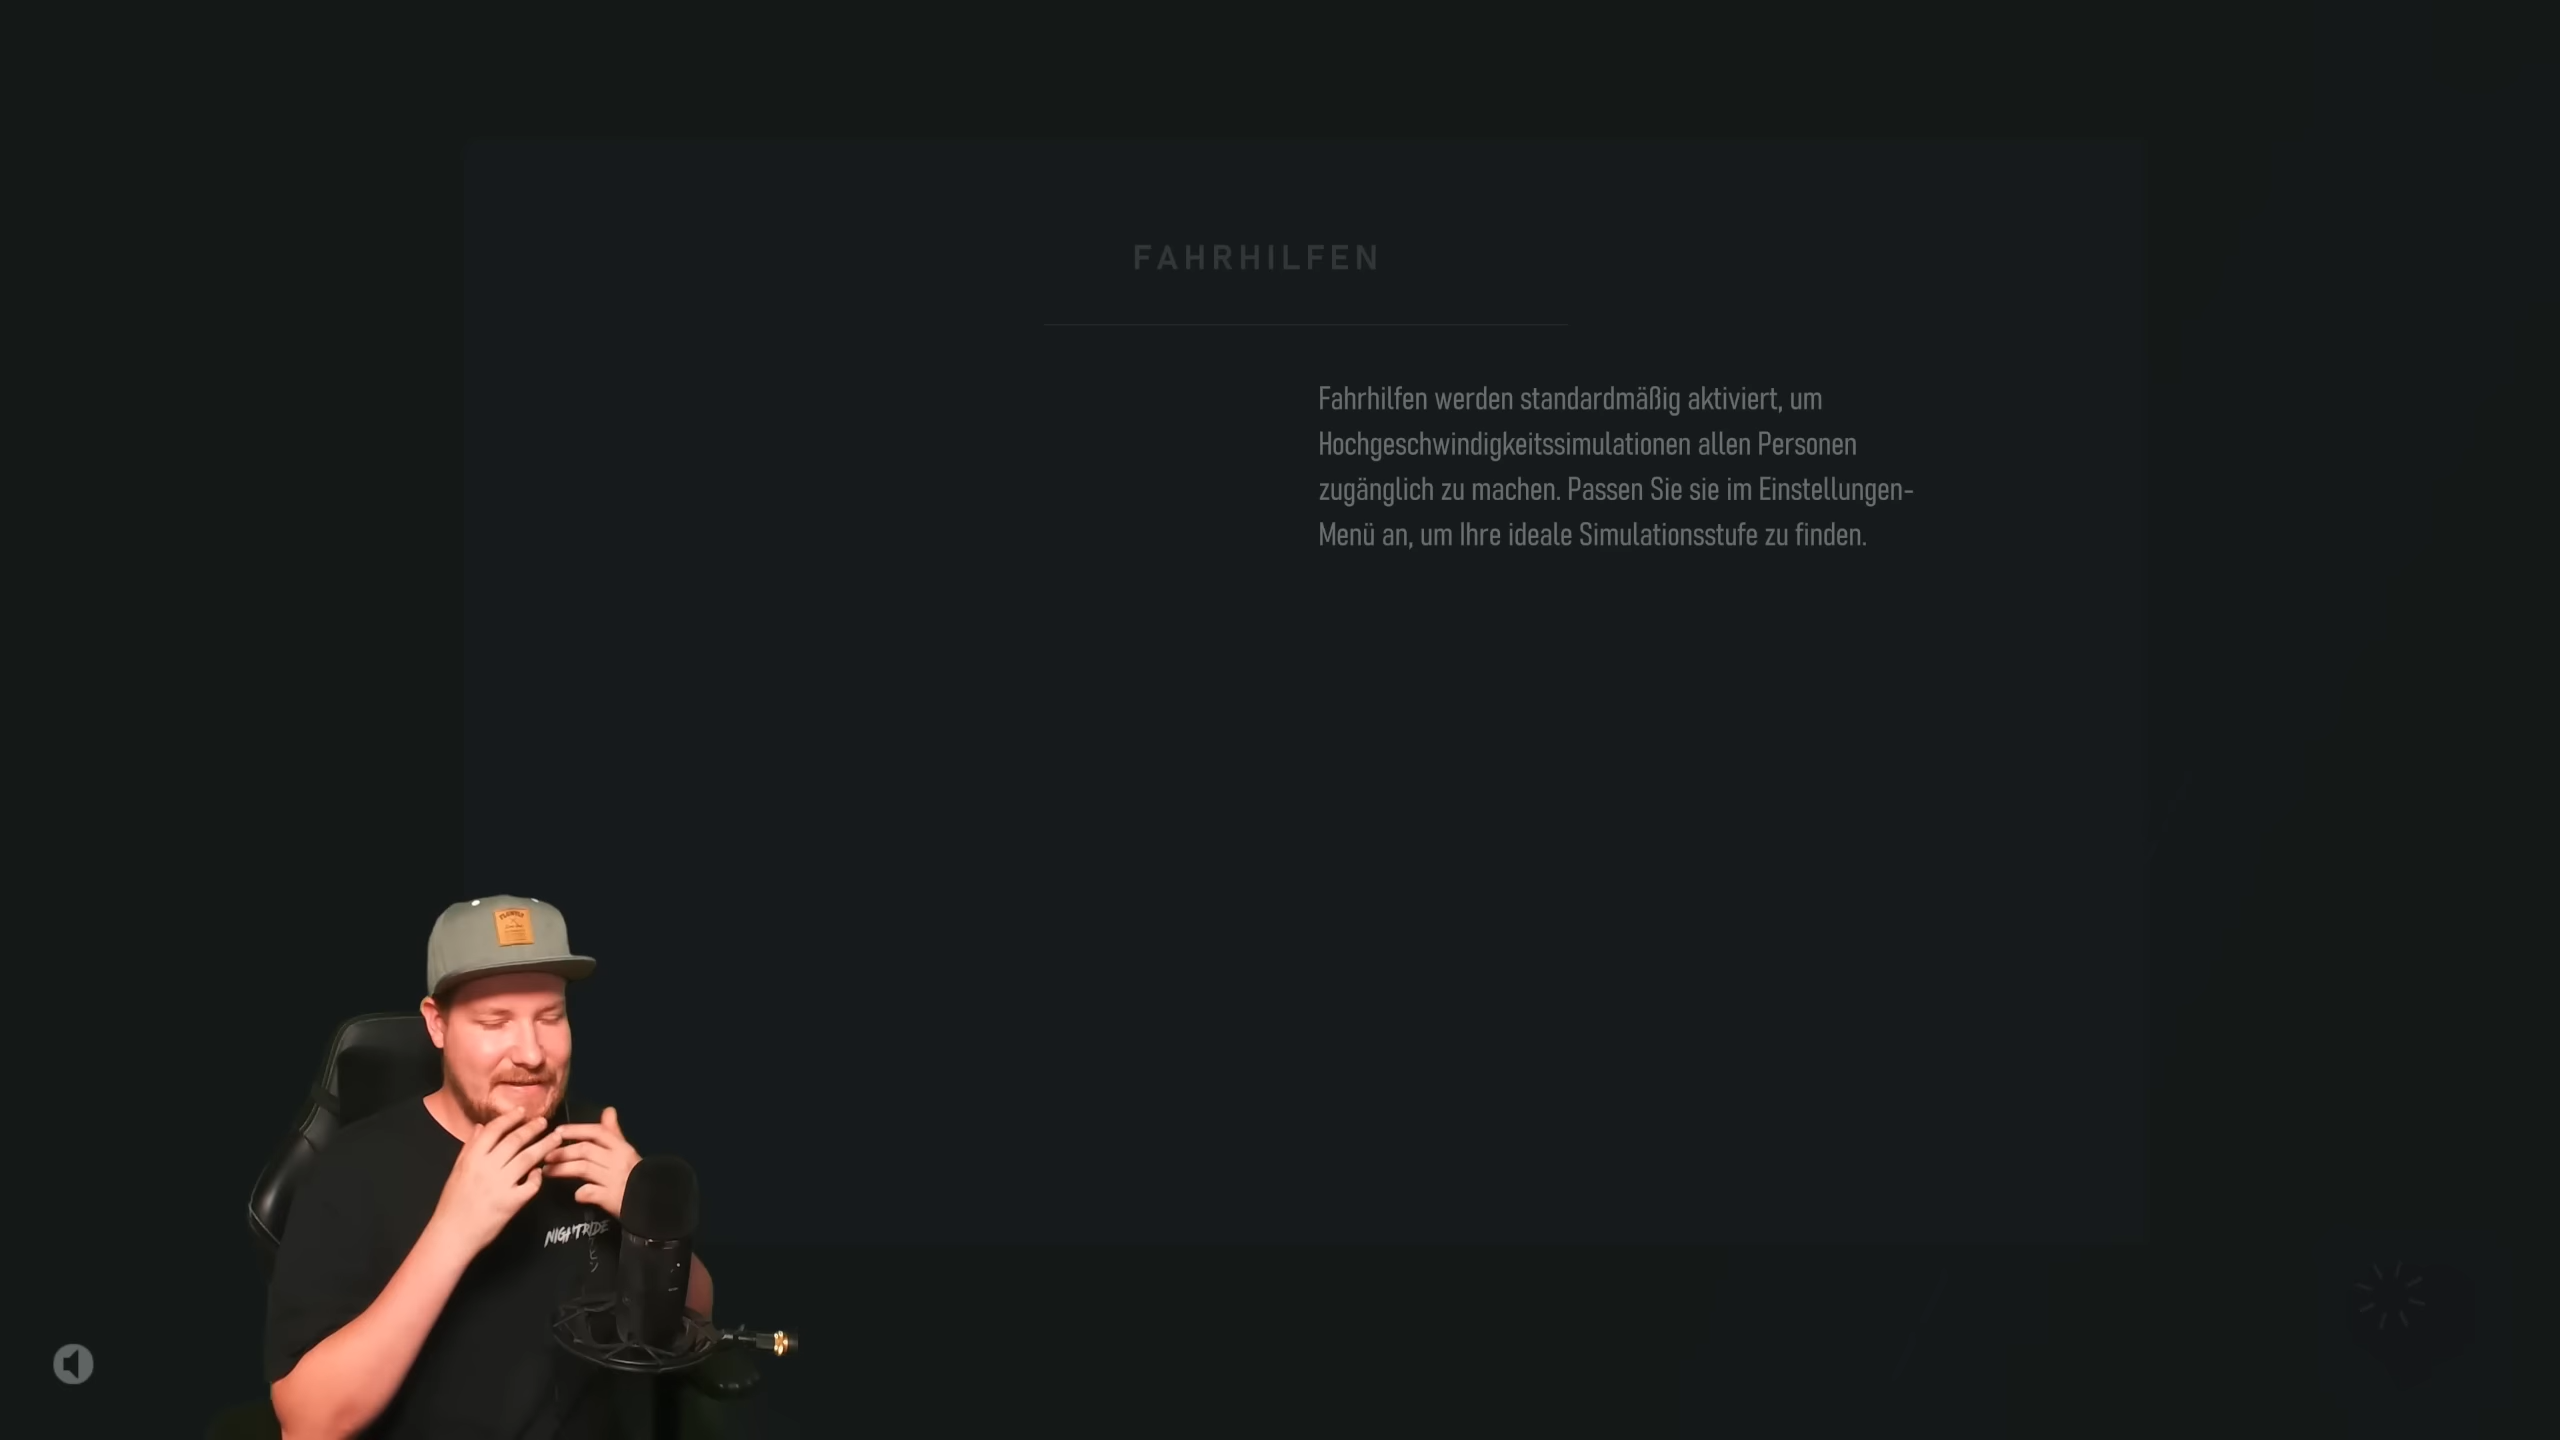 FAHRHILFEN
Fahrhilfen werden standardmäßig aktiviert, um
Hochgeschwindigkeitssimulationen allen Personen
zugänglich zu machen. Passen Sie sie im Einstellungen-
Menü an, um Ihre ideale Simulationsstufe zu finden.
NIGHTRIDE